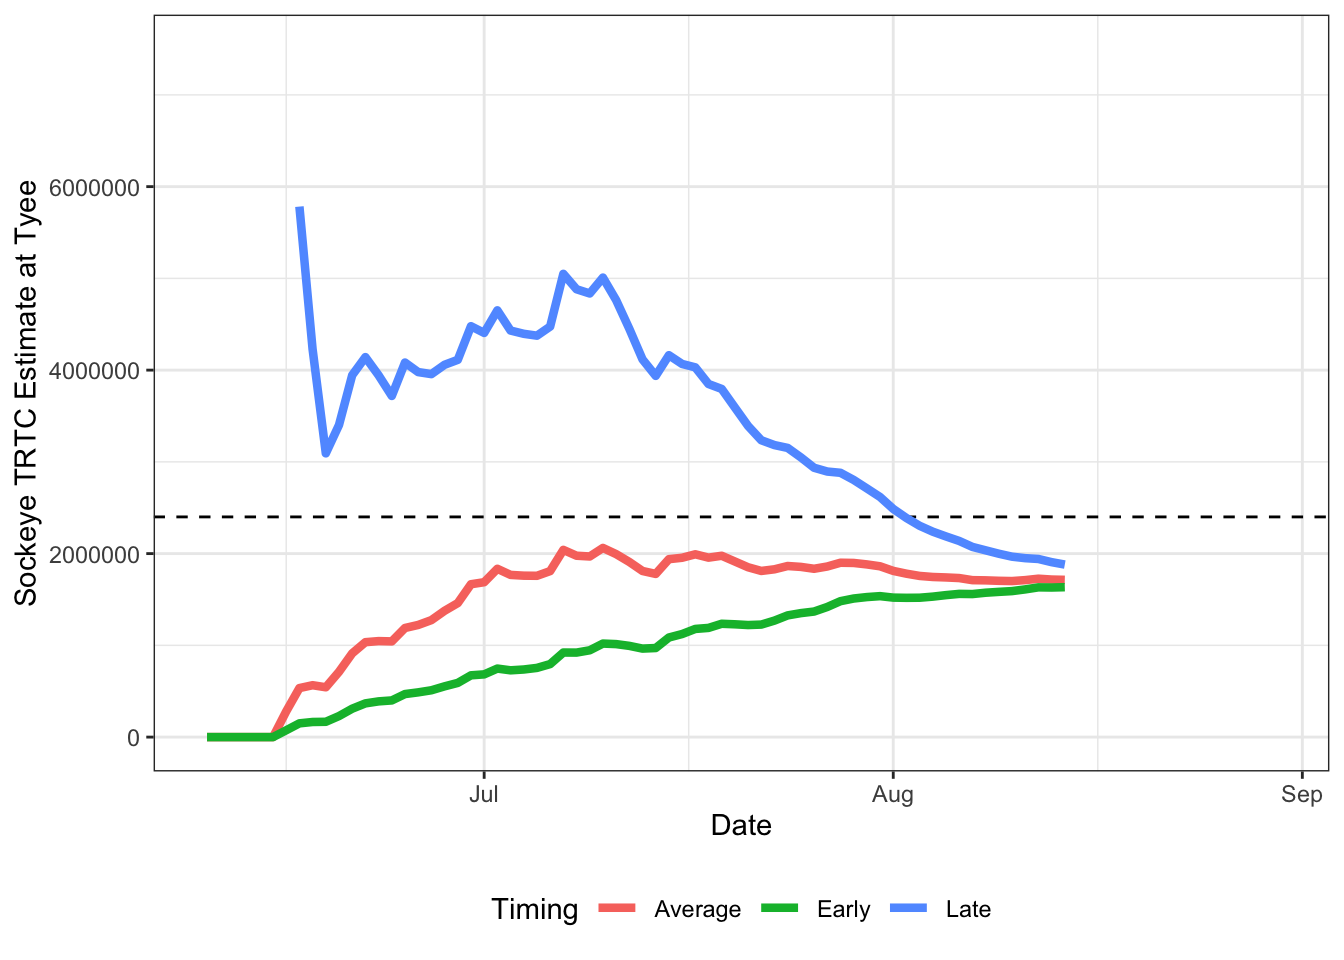 Sockeye TRTC Estimate at Tyee
6000000
4000000
2000000
0
Jul
Aug
Sep
Date
Timing Average Early Late